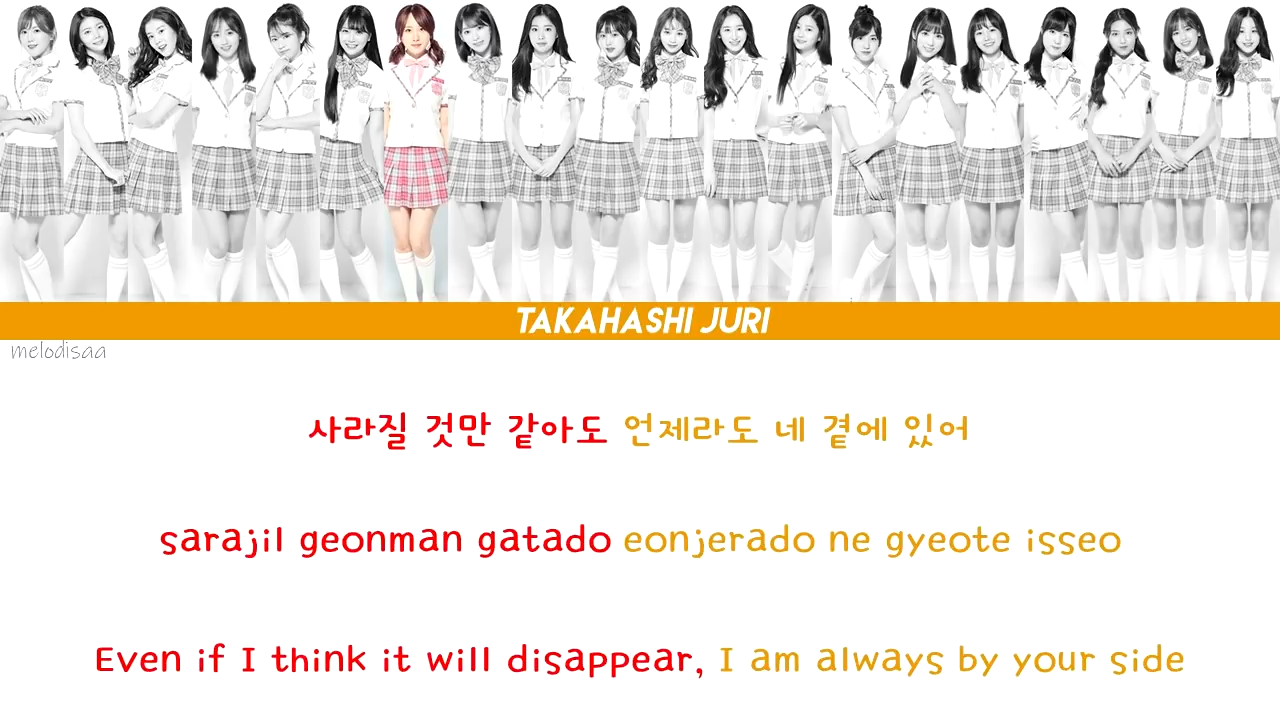 TAKAHASHI JURI
melodisaa
사라질 것만 같아도 언제라도 네 곁에 있어
sarajil geonman gatado eonjerado ne gyeote isseo
Even if I think it will disappear, I am always by your side